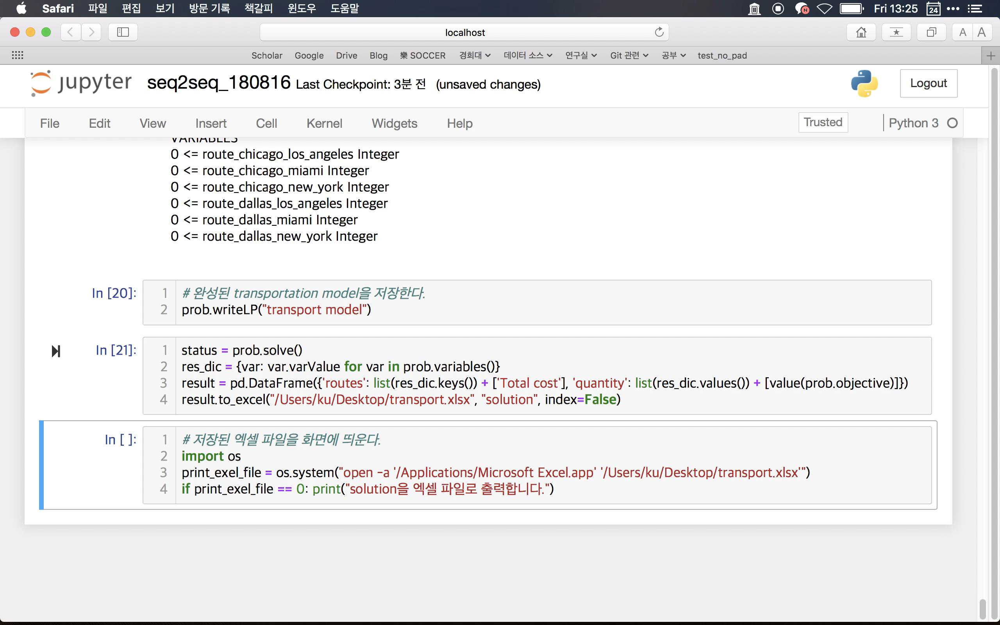 Safari 파일 편집 보기 방문 기록 책갈피 윈도우 도움말 N Fri 13:25 24
localhost A A
Scholar Google Drive Blog 樂 SOCCER 경희대 데이터 소스 연구실 Git 관련 공부 test_no_pad
jupyter seq2seq_180816 Last Checkpoint: 3분 전 (unsaved changes) Logout
File Edit View Insert Cell Kernel Widgets Help Trusted Python 3
VARIABLES
0 <= route_chicago_los_angeles Integer
0 <= route_chicago_miami Integer
0 <= route_chicago_new_york Integer
0 <= route_dallas_los_angeles Integer
0 <= route_dallas_miami Integer
0 <= route_dallas_new_york Integer
In [20]: 1 # 완성된 transportation model을 저장한다.
2 prob.writeLP("transport model")
In [21]: 1 status = prob.solve()
2 res_dic = {var: var.varValue for var in prob.variables()}
3 result = pd.DataFrame({'routes': list(res_dic.keys()) + ['Total cost'], 'quantity': list(res_dic.values()) + [value(prob.objective)]})
4 result.to_excel("/Users/ku/Desktop/transport.xlsx", "solution", index=False)
In [ ]: 1 # 저장된 엑셀 파일을 화면에 띄운다.
2 import os
3 print_exel_file = os.system("open -a '/Applications/Microsoft Excel.app' '/Users/ku/Desktop/transport.xlsx'")
4 if print_exel_file == 0: print("solution을 엑셀 파일로 출력합니다.")